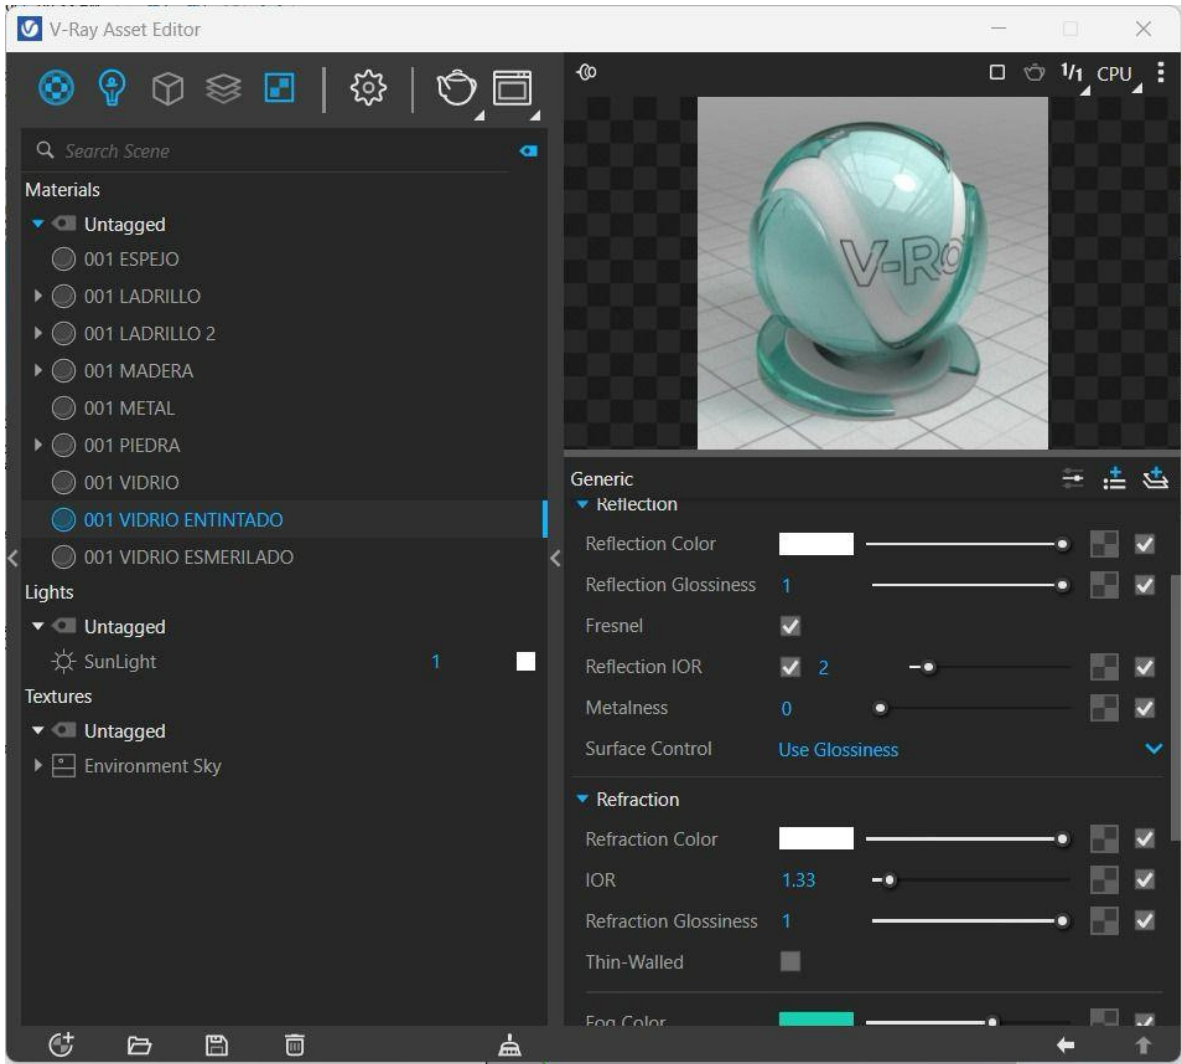 V-Ray Asset Editor
1/1 CPU
Search Scene
Materials
Untagged
001 ESPEJO
001 LADRILLO
001 LADRILLO 2
001 MADERA
001 METAL
001 PIEDRA
001 VIDRIO
001 VIDRIO ENTINTADO
001 VIDRIO ESMERILADO
Lights
Untagged
SunLight 1
Textures
Untagged
Environment Sky
V-Ra
Generic
Reflection
Reflection Color
Reflection Glossiness 1
Fresnel
Reflection IOR 2
Metalness 0
Surface Control Use Glossiness
Refraction
Refraction Color
IOR 1.33
Refraction Glossiness 1
Thin-Walled
Fog Color